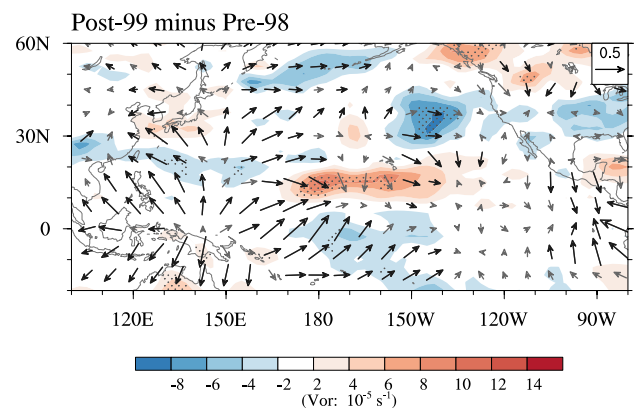 Post-99 minus Pre-98
60N
0.5
30N
0
120E 150E 180 150W 120W 90W
-8 -6 -4 -2 2 4 6 8 10 12 14
(Vor: 10⁻⁵ s⁻¹)